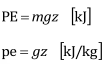 PE = mgz [kJ]
pe = gz [kJ/kg]